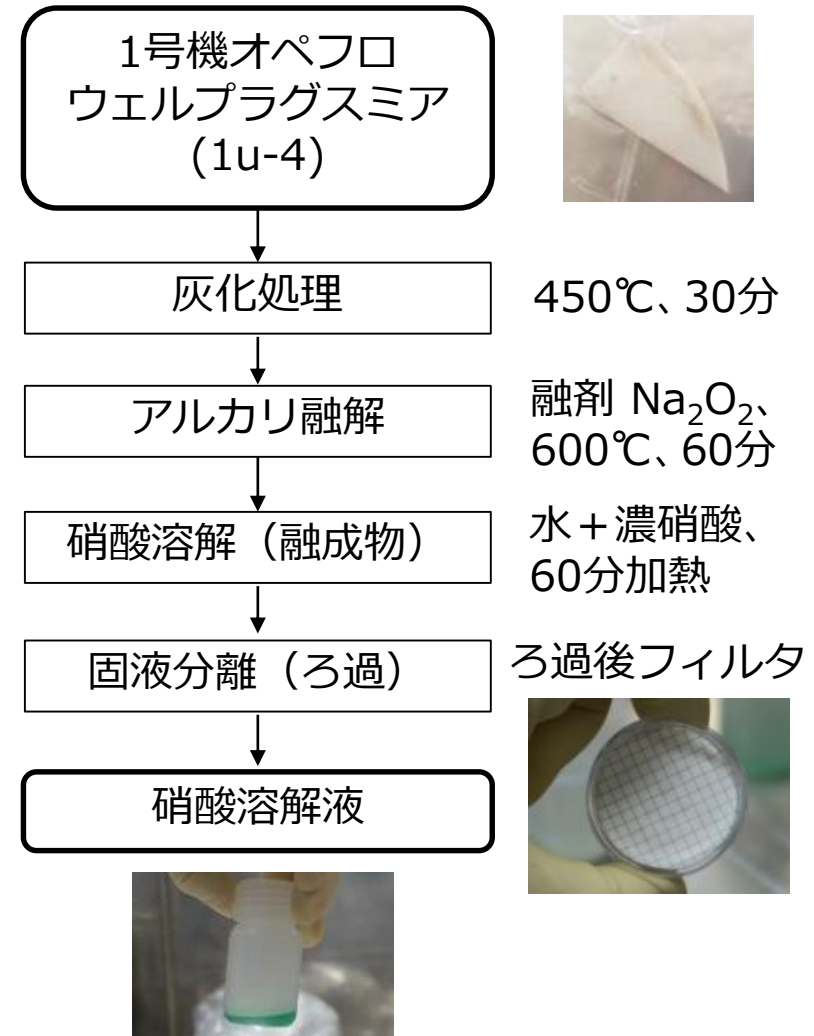 1号機オペフロ
ウェルプラグスミア
(1u-4)
灰化処理
450℃、30分
アルカリ融解
融剤 Na₂O₂、
600℃、60分
硝酸溶解（融成物）
水＋濃硝酸、
60分加熱
固液分離（ろ過）
ろ過後フィルタ
硝酸溶解液